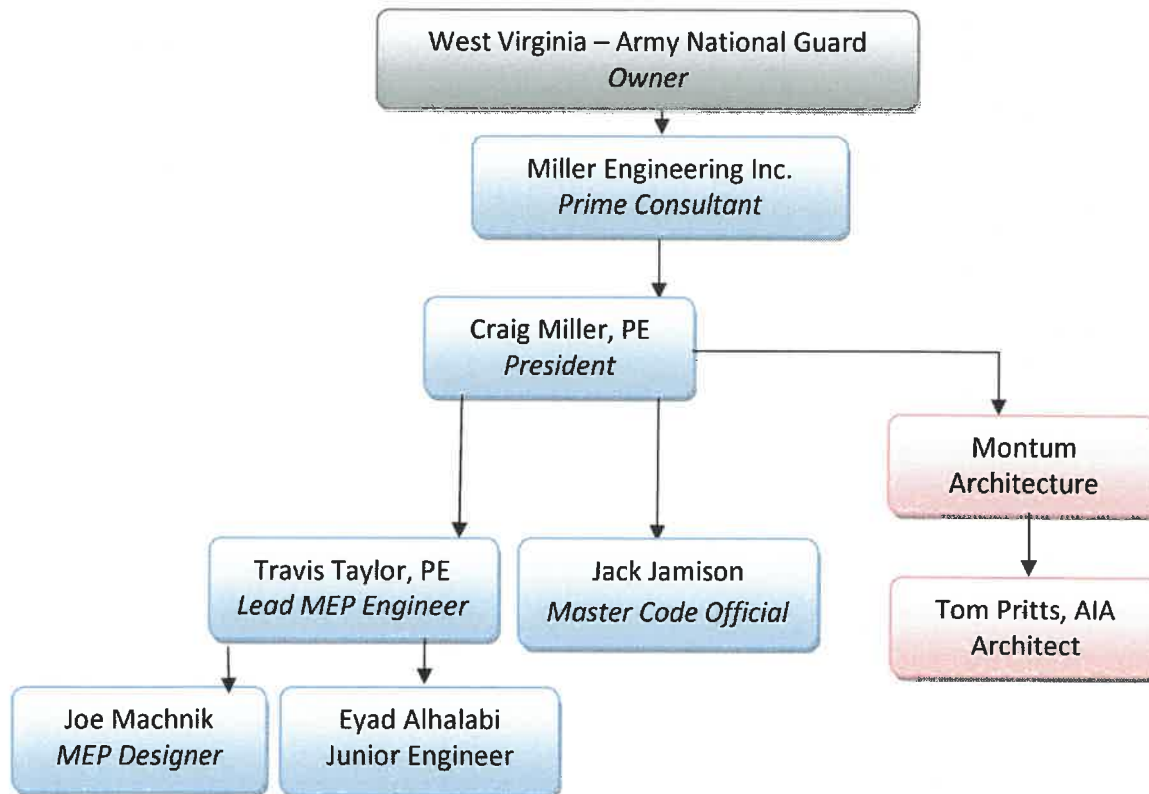 West Virginia – Army National Guard
Owner
Miller Engineering Inc.
Prime Consultant
Craig Miller, PE
President
Montum
Architecture
Travis Taylor, PE
Lead MEP Engineer
Jack Jamison
Master Code Official
Tom Pritts, AIA
Architect
Joe Machnik
MEP Designer
Eyad Alhalabi
Junior Engineer